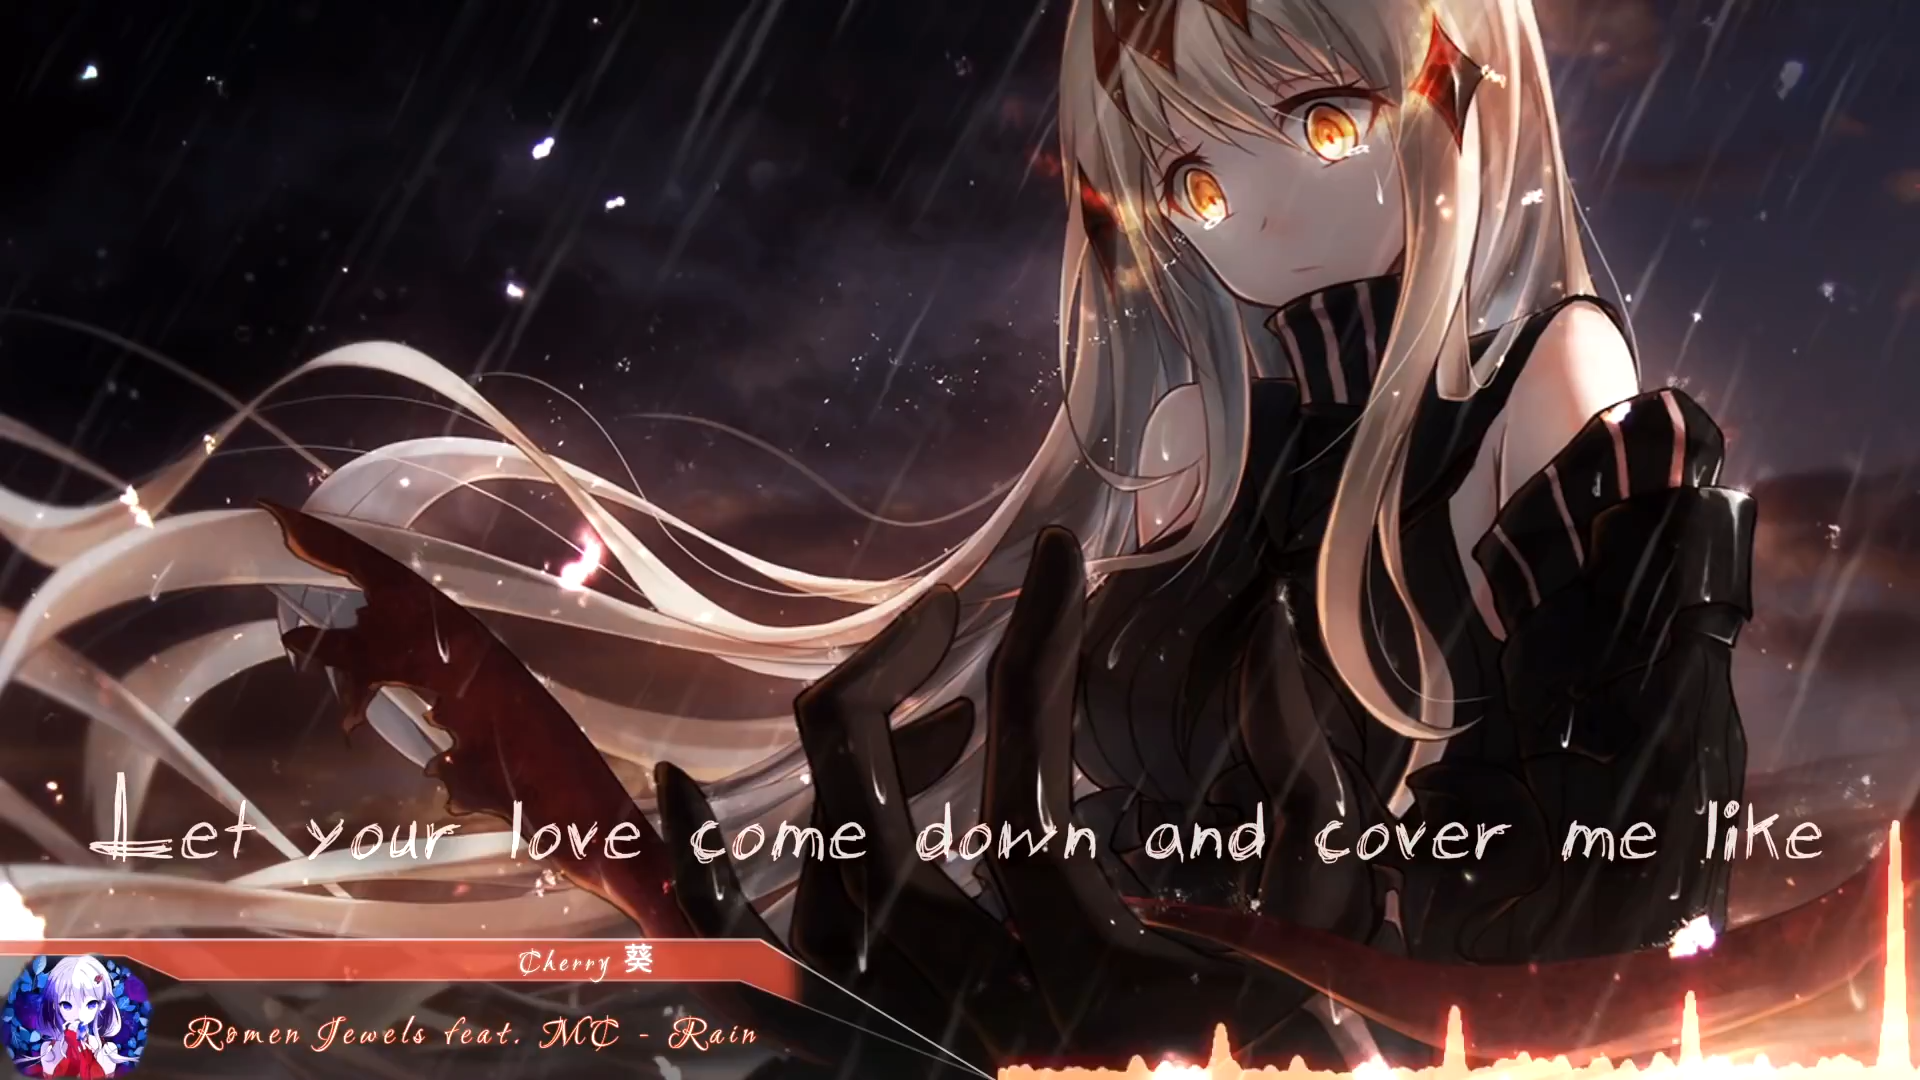 Let your love come down and cover me like
Cherry 葵
Romen Jewels feat. MC - Rain